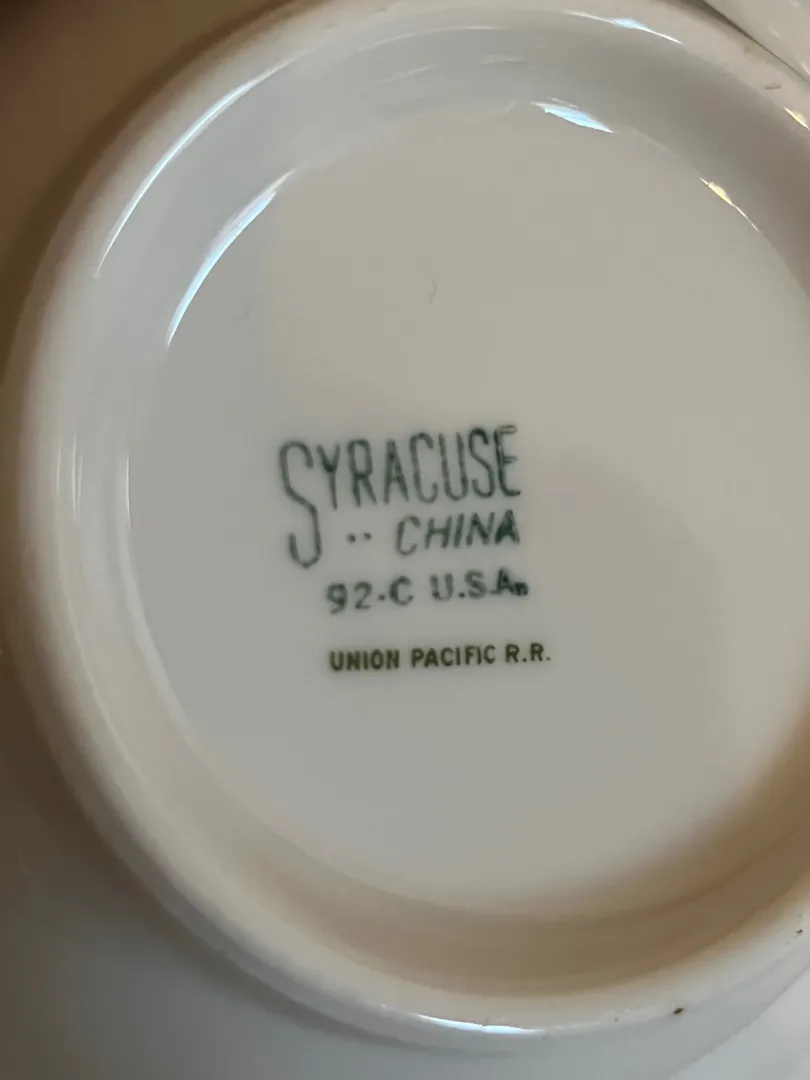 SYRACUSE
·· CHINA
92-C U.S.A.
UNION PACIFIC R.R.